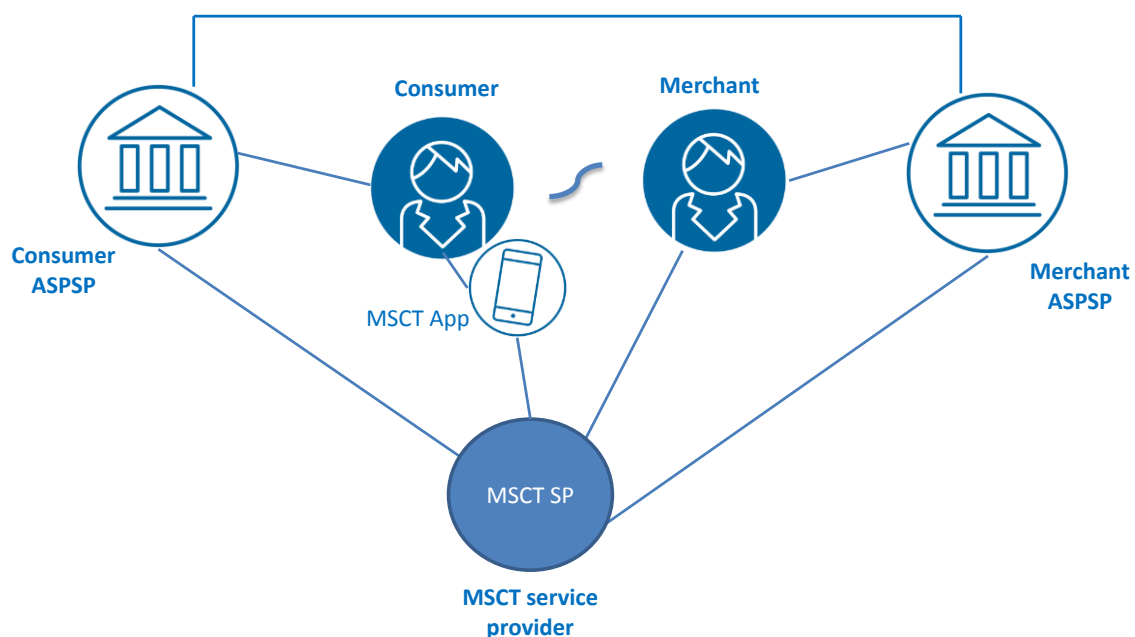 Consumer
Merchant
Consumer
ASPSP
Merchant
ASPSP
MSCT App
MSCT SP
MSCT service
provider